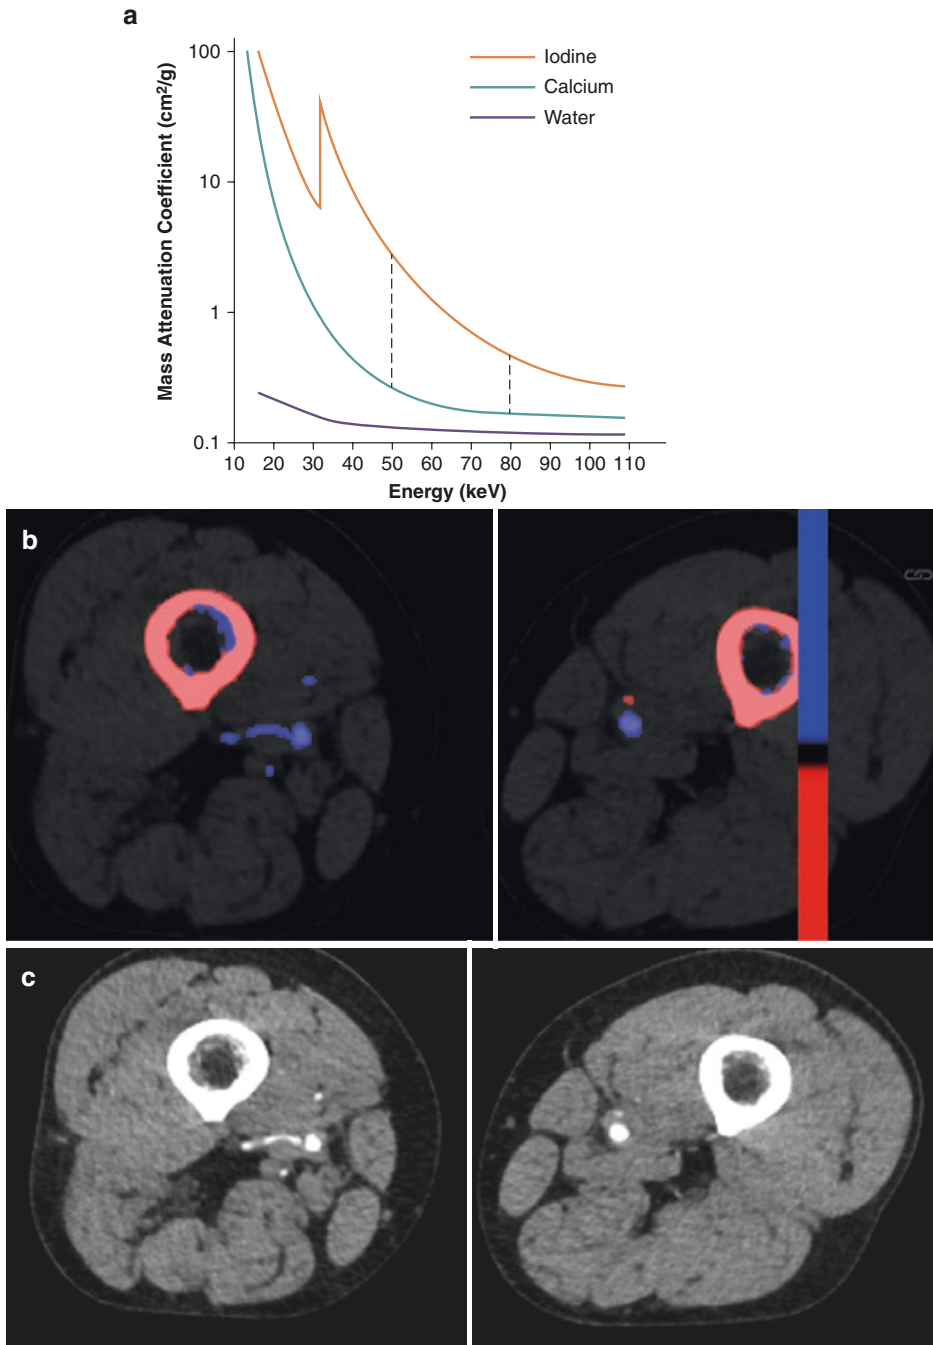 a
Mass Attenuation Coefficient (cm²/g)
100
10
1
0.1
Iodine
Calcium
Water
10 20 30 40 50 60 70 80 90 100 110
Energy (keV)
b
c